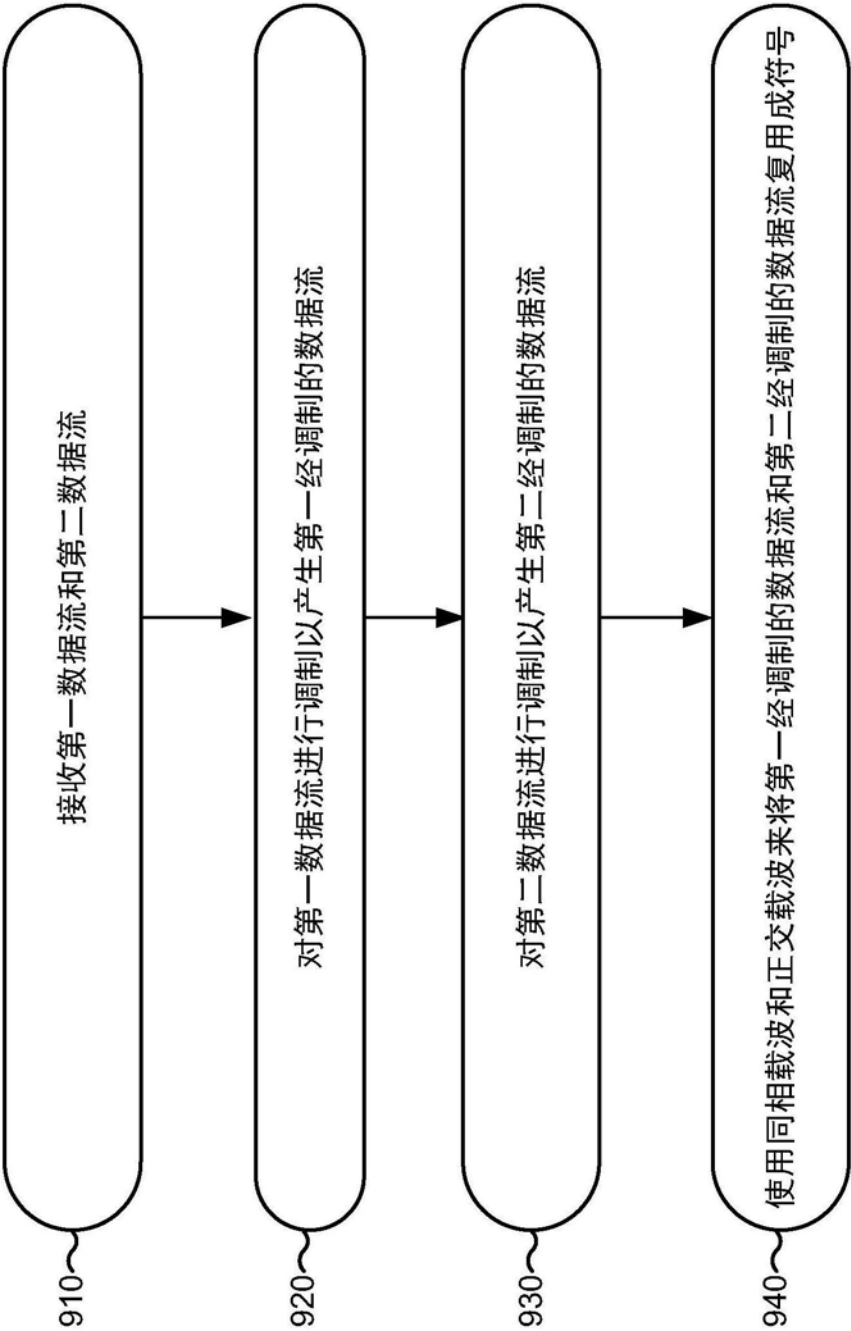 910
接收第一数据流和第二数据流
920
对第一数据流进行调制以产生第一经调制的数据流
930
对第二数据流进行调制以产生第二经调制的数据流
940
使用同相载波和正交载波来将第一经调制的数据流和第二经调制的数据流复用成符号